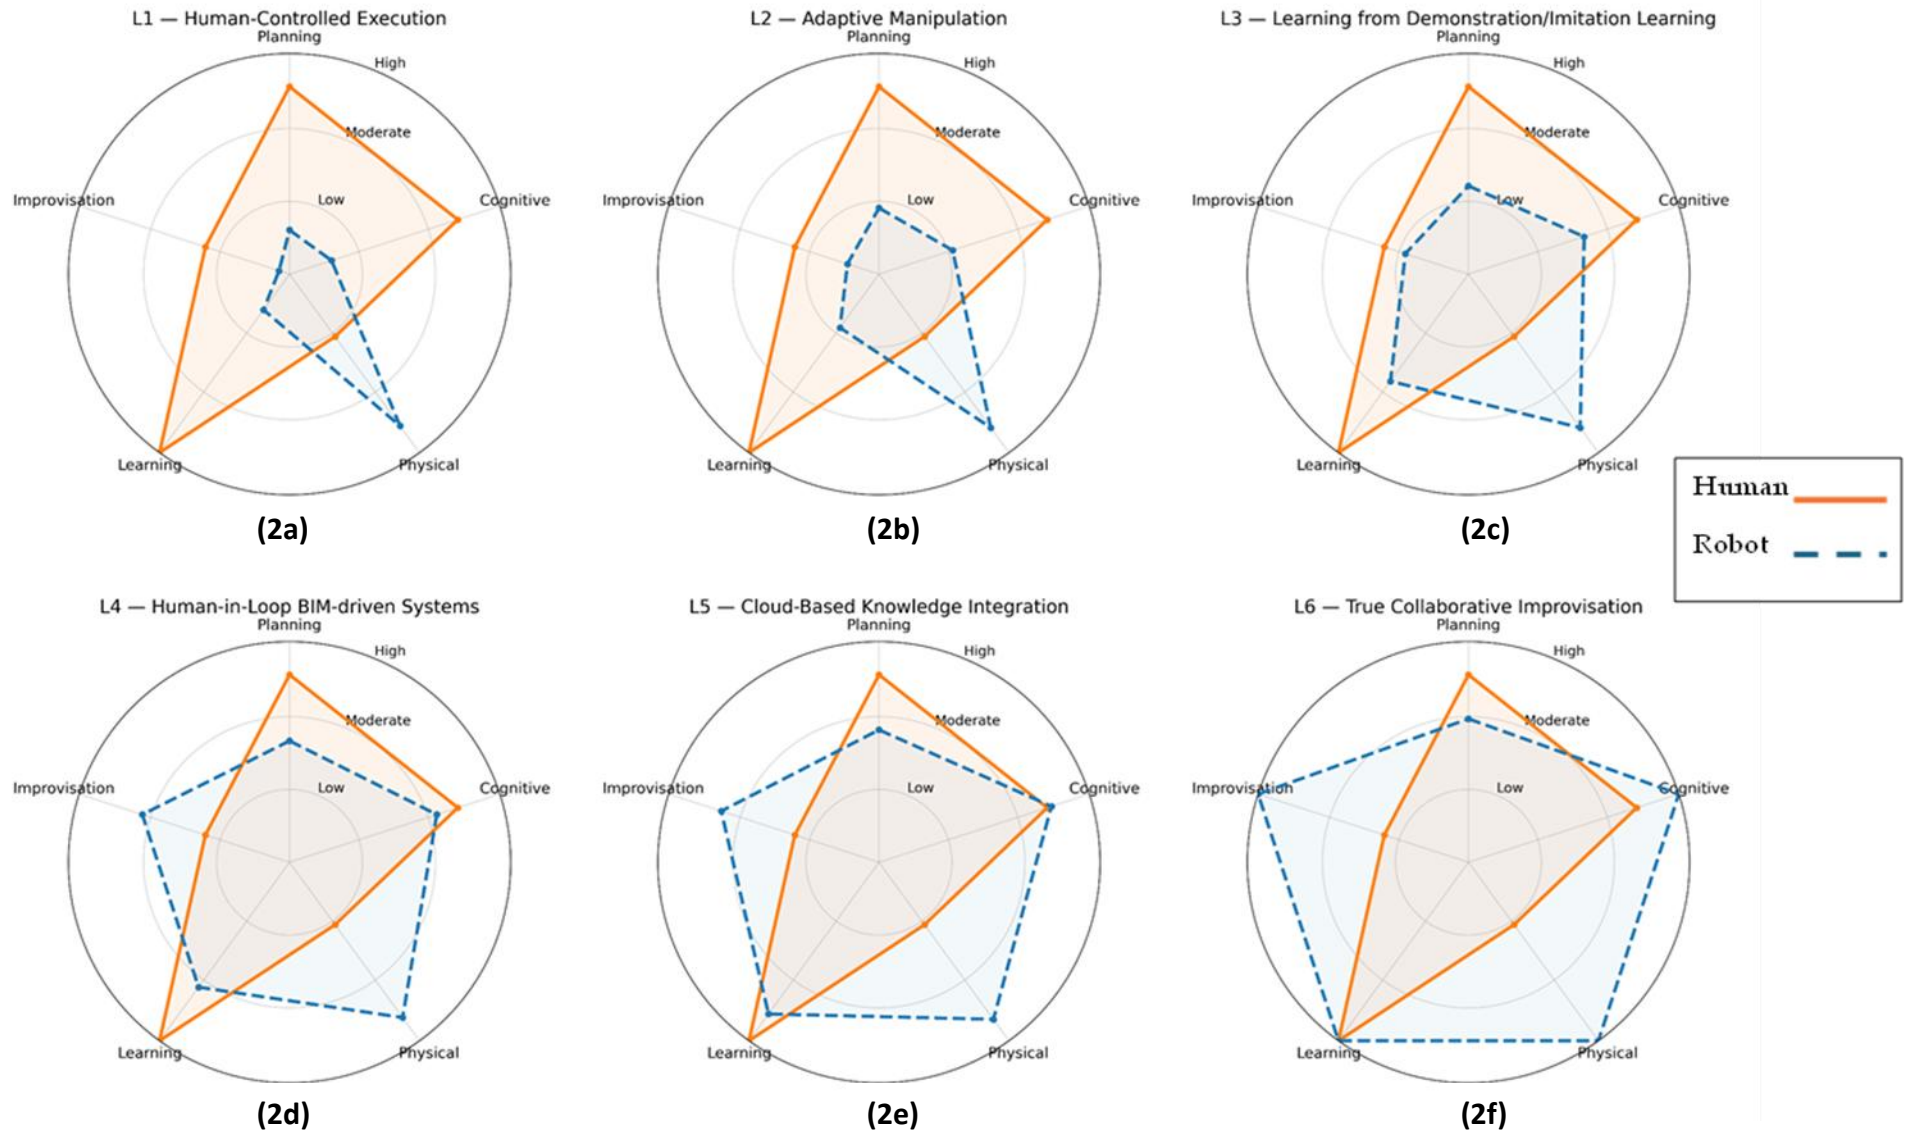 L1 — Human-Controlled Execution
Planning
High
Moderate
Low
Improvisation
Cognitive
Learning
Physical
(2a)
L2 — Adaptive Manipulation
Planning
High
Moderate
Low
Improvisation
Cognitive
Learning
Physical
(2b)
L3 — Learning from Demonstration/Imitation Learning
Planning
High
Moderate
Low
Improvisation
Cognitive
Learning
Physical
(2c)
Human
Robot
L4 — Human-in-Loop BIM-driven Systems
Planning
High
Moderate
Low
Improvisation
Cognitive
Learning
Physical
(2d)
L5 — Cloud-Based Knowledge Integration
Planning
High
Moderate
Low
Improvisation
Cognitive
Learning
Physical
(2e)
L6 — True Collaborative Improvisation
Planning
High
Moderate
Low
Improvisation
Cognitive
Learning
Physical
(2f)